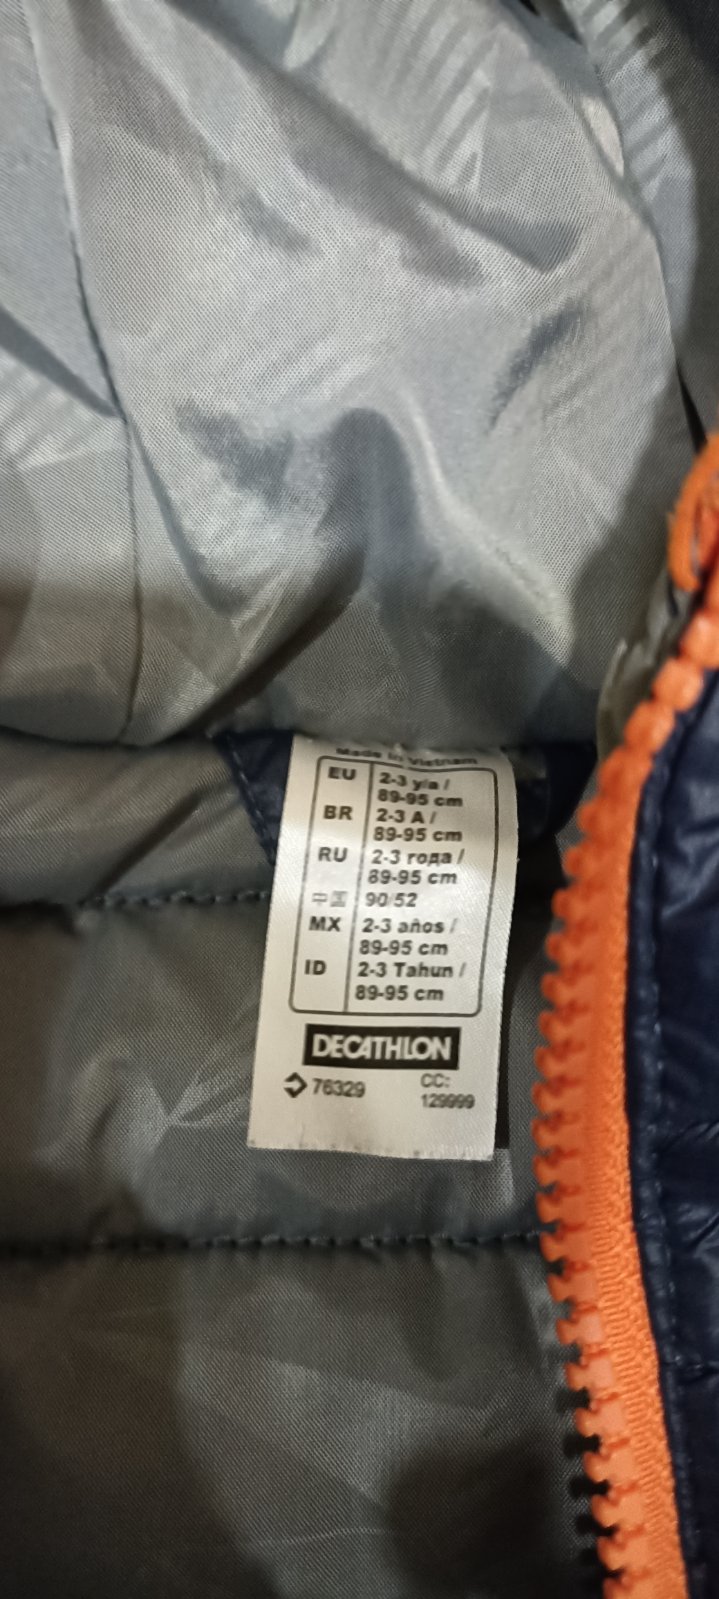 Made in Vietnam
EU 2-3 y/a /
89-95 cm
BR 2-3 A /
89-95 cm
RU 2-3 года /
89-95 cm
中国 90/52
MX 2-3 años /
89-95 cm
ID 2-3 Tahun /
89-95 cm
DECATHLON
76329 CC:
129999